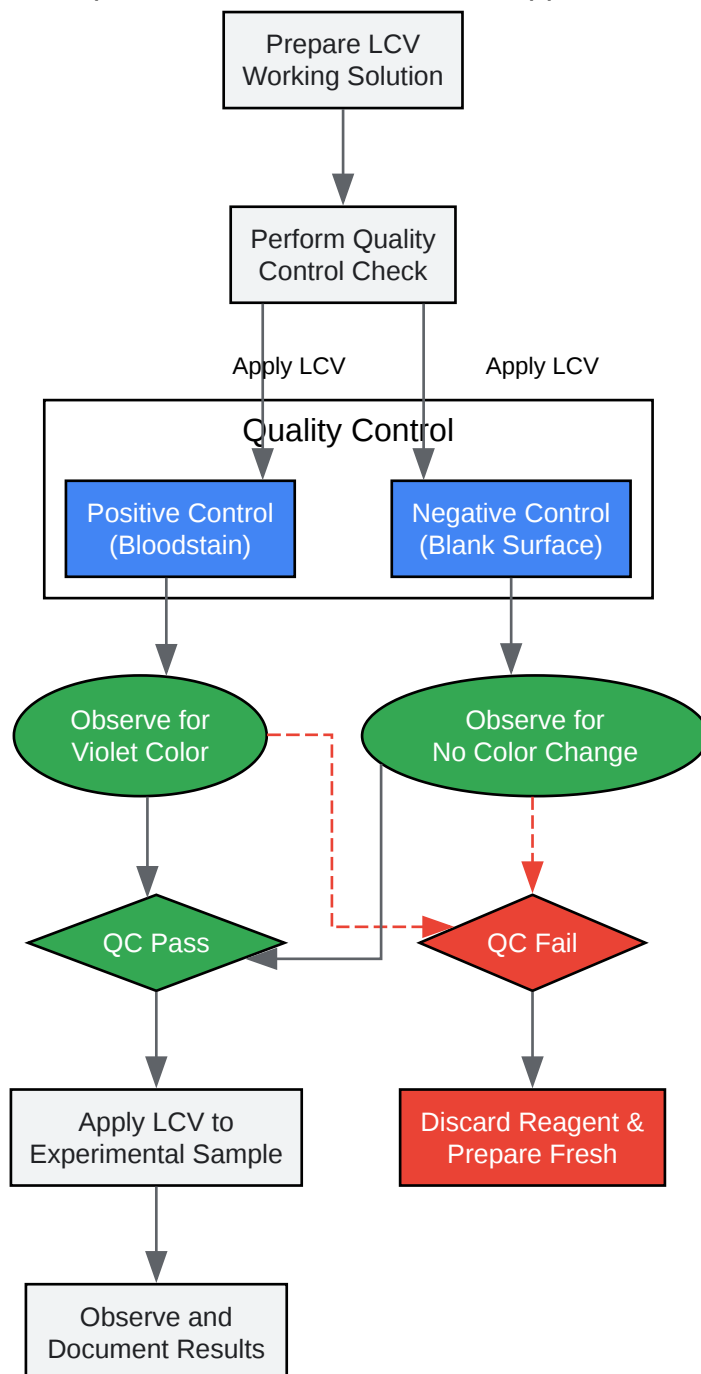 Prepare LCV
Working Solution
Perform Quality
Control Check
Apply LCV
Apply LCV
Quality Control
Positive Control
(Bloodstain)
Negative Control
(Blank Surface)
Observe for
Violet Color
Observe for
No Color Change
QC Pass
QC Fail
Apply LCV to
Experimental Sample
Discard Reagent &
Prepare Fresh
Observe and
Document Results